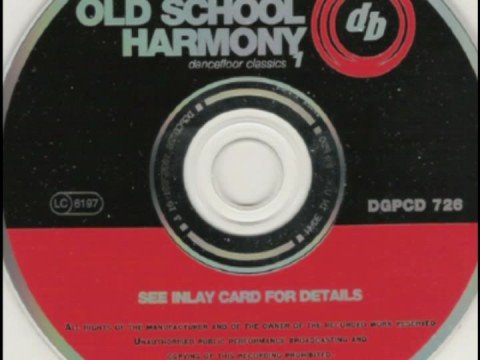 OLD SCHOOL
HARMONY
1
dancefloor classics
db
LC 6197
DGPCD 726
SEE INLAY CARD FOR DETAILS
ALL RIGHTS OF THE MANUFACTURER AND OF THE OWNER OF THE RECORDED WORK RESERVED
UNAUTHORISED PUBLIC PERFORMANCE BROADCASTING AND
COPYING OF THIS RECORDING PROHIBITED